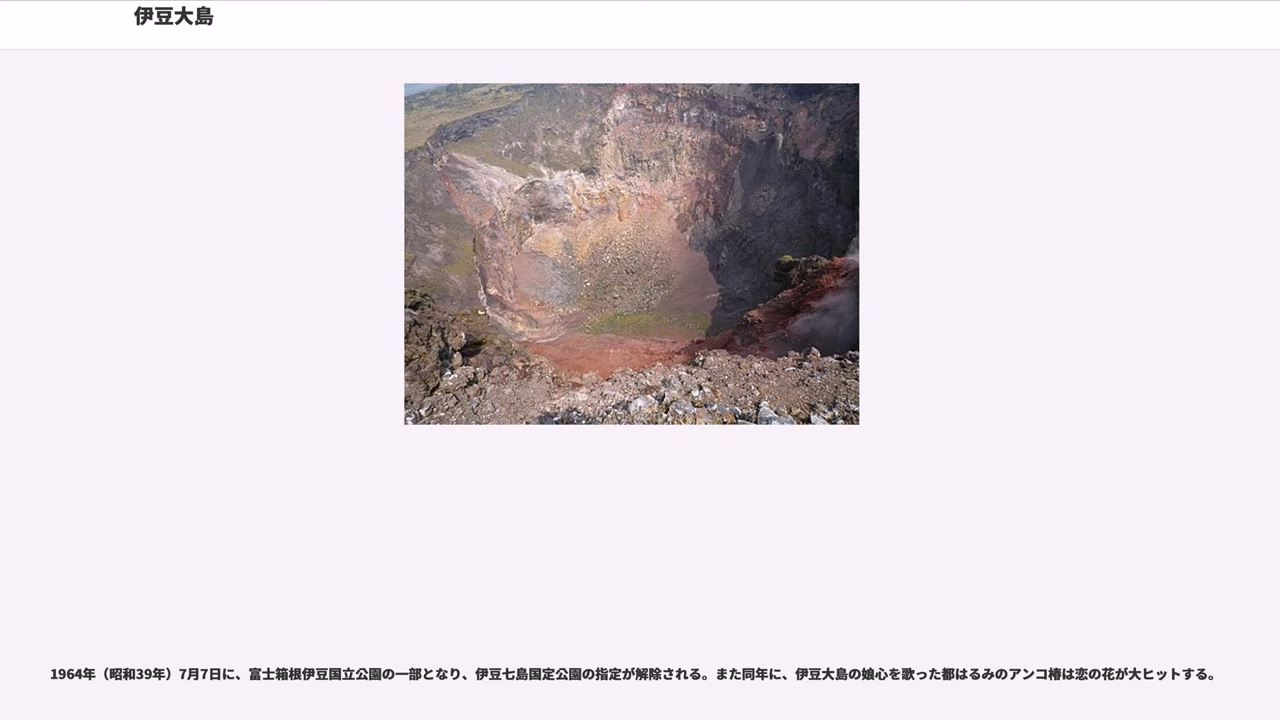 伊豆大島
1964年（昭和39年）7月7日に、富士箱根伊豆国立公園の一部となり、伊豆七島国定公園の指定が解除される。また同年に、伊豆大島の娘心を歌った都はるみのアンコ椿は恋の花が大ヒットする。